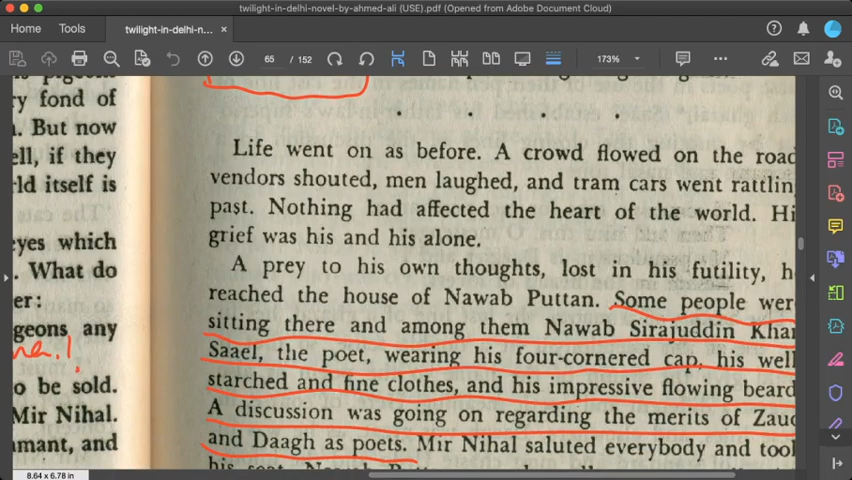 twilight-in-delhi-novel-by-ahmed-ali (USE).pdf (Opened from Adobe Document Cloud)
Home Tools twilight-in-delhi-n... ×
65 / 152 173%
ry fond of
. But now
ell, if they
rld itself is
eyes which
. What do
er:
geons any
o be sold.
Mir Nihal.
amant, and
Life went on as before. A crowd flowed on the road
vendors shouted, men laughed, and tram cars went rattlin
past. Nothing had affected the heart of the world. Hi
grief was his and his alone.
A prey to his own thoughts, lost in his futility, h
reached the house of Nawab Puttan. Some people wer
sitting there and among them Nawab Sirajuddin Khan
Saael, the poet, wearing his four-cornered cap, his well
starched and fine clothes, and his impressive flowing beard
A discussion was going on regarding the merits of Zauq
and Daagh as poets. Mir Nihal saluted everybody and took
8.64 x 6.78 in